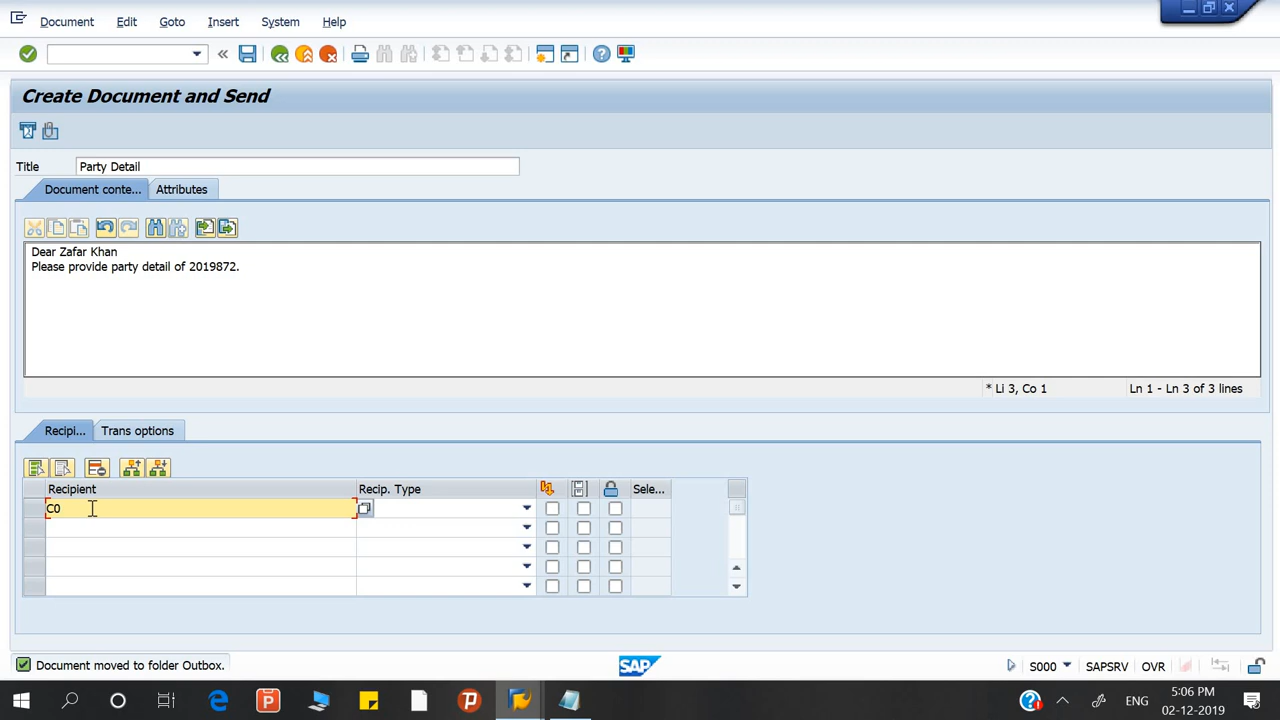 Document Edit Goto Insert System Help
Create Document and Send
Title Party Detail
Document conte... Attributes
Dear Zafar Khan
Please provide party detail of 2019872.
* Li 3, Co 1 Ln 1 - Ln 3 of 3 lines
Recipi... Trans options
Recipient Recip. Type Sele...
C0
Document moved to folder Outbox. SAP S000 SAPSRV OVR
ENG 5:06 PM
02-12-2019